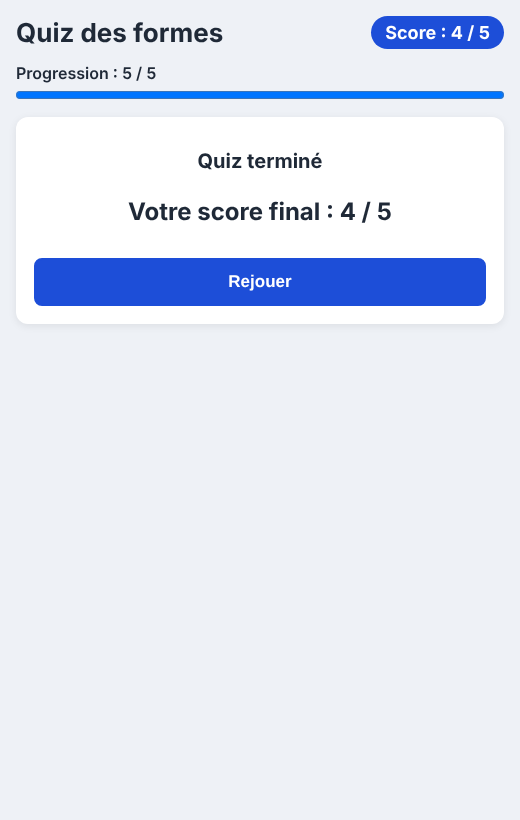 Quiz des formes
Score : 4 / 5
Progression : 5 / 5
Quiz terminé
Votre score final : 4 / 5
Rejouer